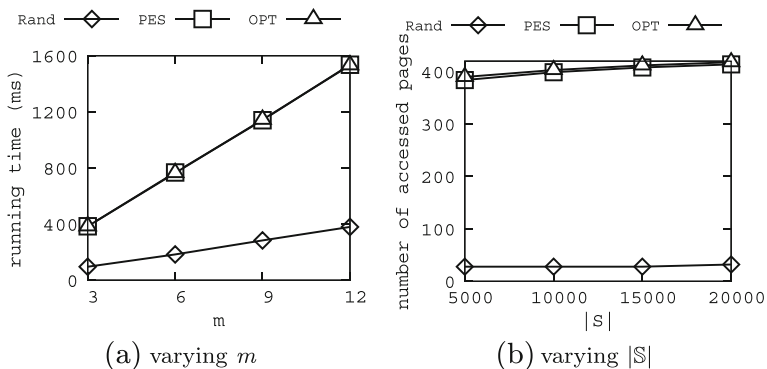 Rand PES OPT
running time (ms)
1600
1200
800
400
0
3 6 9 12
m
(a) varying m
Rand PES OPT
number of accessed pages
400
300
200
100
0
5000 10000 15000 20000
|S|
(b) varying |𝕊|